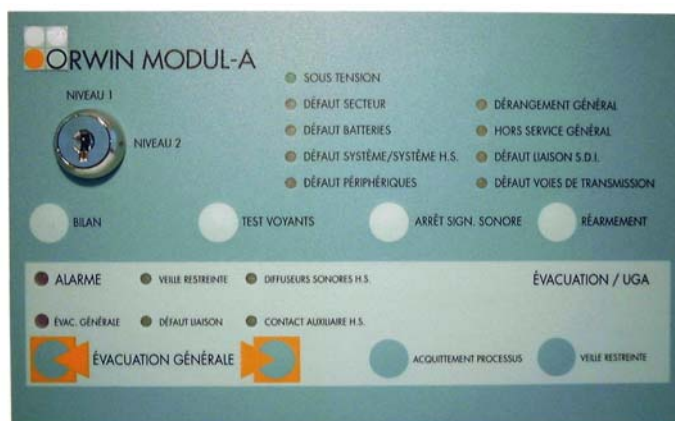 ORWIN MODUL-A
NIVEAU 1
NIVEAU 2
SOUS TENSION
DÉFAUT SECTEUR
DÉFAUT BATTERIES
DÉFAUT SYSTÈME/SYSTÈME H.S.
DÉFAUT PÉRIPHÉRIQUES
DÉRANGEMENT GÉNÉRAL
HORS SERVICE GÉNÉRAL
DÉFAUT LIAISON S.D.I.
DÉFAUT VOIES DE TRANSMISSION
BILAN
TEST VOYANTS
ARRÊT SIGN. SONORE
RÉARMEMENT
ALARME
VEILLE RESTREINTE
DIFFUSEURS SONORES H.S.
ÉVACUATION / UGA
ÉVAC. GÉNÉRALE
DÉFAUT LIAISON
CONTACT AUXILIAIRE H.S.
ÉVACUATION GÉNÉRALE
ACQUITTEMENT PROCESSUS
VEILLE RESTREINTE